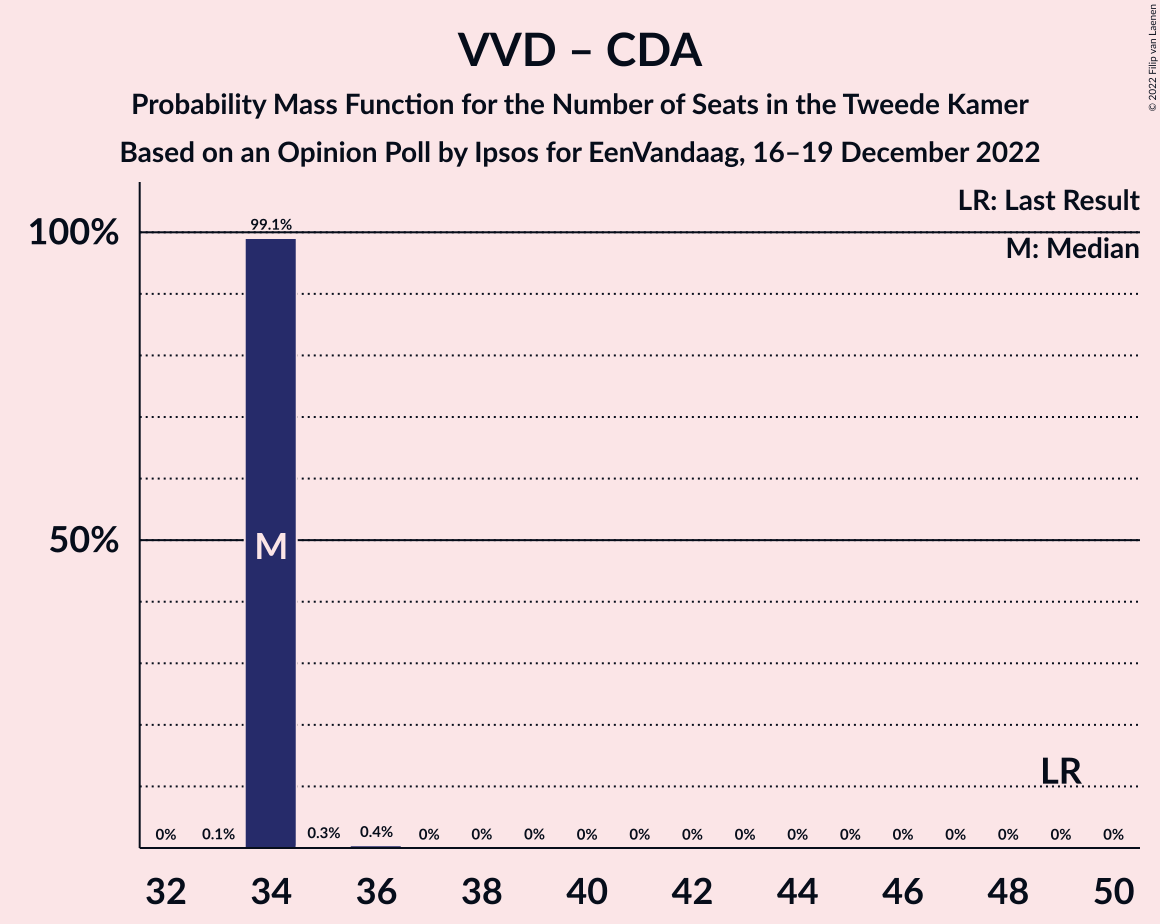 VVD – CDA
Probability Mass Function for the Number of Seats in the Tweede Kamer
Based on an Opinion Poll by Ipsos for EenVandaag, 16–19 December 2022
© 2022 Filip van Laenen
LR: Last Result
M: Median
100%
50%
99.1%
M
LR
0% 0.1% 0.3% 0.4% 0% 0% 0% 0% 0% 0% 0% 0% 0% 0% 0% 0% 0% 0%
32 34 36 38 40 42 44 46 48 50